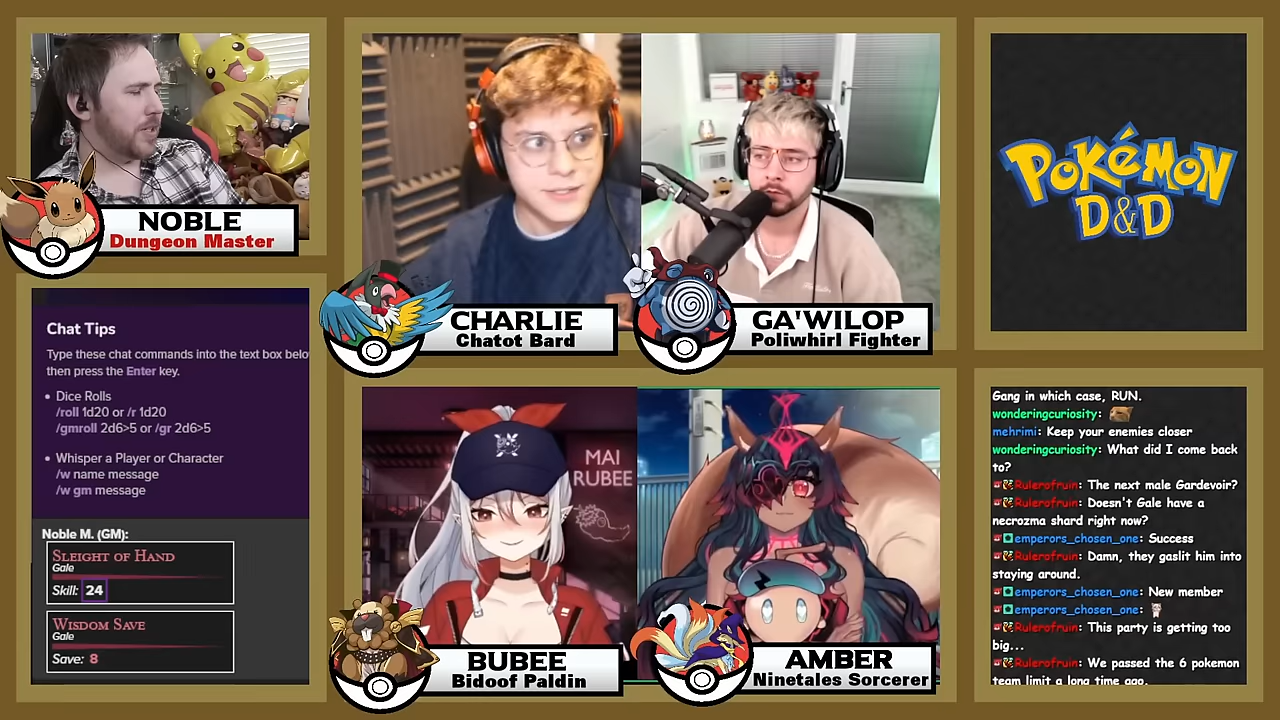 NOBLE
Dungeon Master
Chat Tips
Type these chat commands into the text box belo
then press the Enter key.
• Dice Rolls
/roll 1d20 or /r 1d20
/gmroll 2d6>5 or /gr 2d6>5
• Whisper a Player or Character
/w name message
/w gm message
Noble M. (GM):
SLEIGHT OF HAND
Gale
Skill: 24
WISDOM SAVE
Gale
Save: 8
CHARLIE
Chatot Bard
GA'WILOP
Poliwhirl Fighter
MAI
RUBEE
BUBEE
Bidoof Paldin
AMBER
Ninetales Sorcerer
POKéMON
D&D
Gang in which case, RUN.
wonderingcuriosity:
mehrimi: Keep your enemies closer
wonderingcuriosity: What did I come back
to?
Rulerofruin: The next male Gardevoir?
Rulerofruin: Doesn't Gale have a
necrozma shard right now?
emperors_chosen_one: Success
Rulerofruin: Damn, they gaslit him into
staying around.
emperors_chosen_one: New member
emperors_chosen_one:
Rulerofruin: This party is getting too
big...
Rulerofruin: We passed the 6 pokemon
team limit a long time ago.